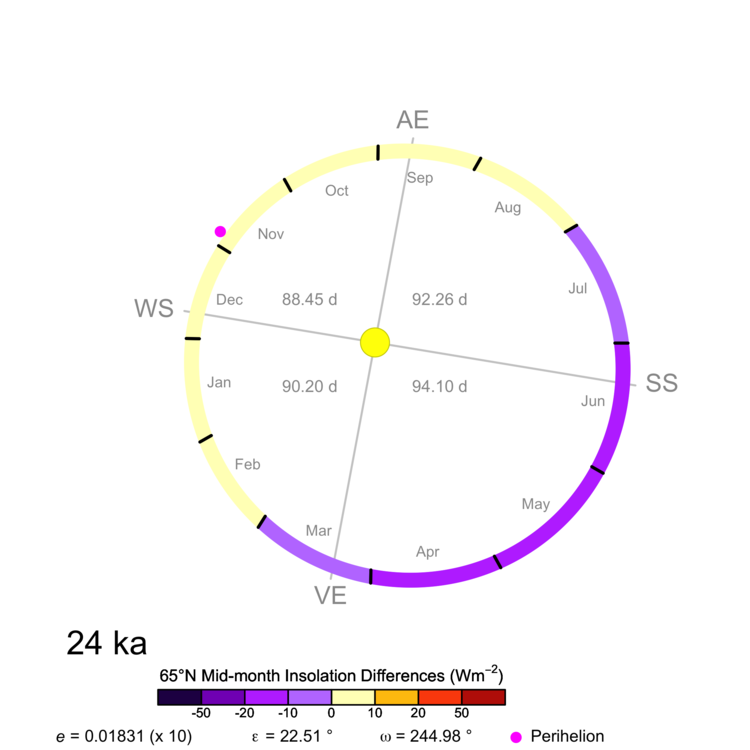 AE
Sep
Oct
Aug
Nov
Jul
Dec
88.45 d
92.26 d
WS
Jan
90.20 d
94.10 d
SS
Jun
Feb
May
Mar
Apr
VE
24 ka
65°N Mid-month Insolation Differences (Wm⁻²)
-50 -20 -10 0 10 20 50
e = 0.01831 (x 10) ε = 22.51 ° ω = 244.98 ° Perihelion